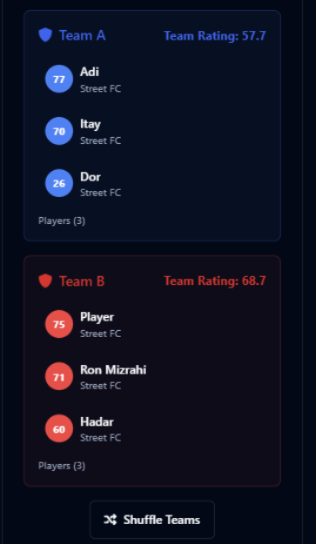 Team A Team Rating: 57.7
77 Adi
Street FC
70 Itay
Street FC
26 Dor
Street FC
Players (3)
Team B Team Rating: 68.7
75 Player
Street FC
71 Ron Mizrahi
Street FC
60 Hadar
Street FC
Players (3)
Shuffle Teams